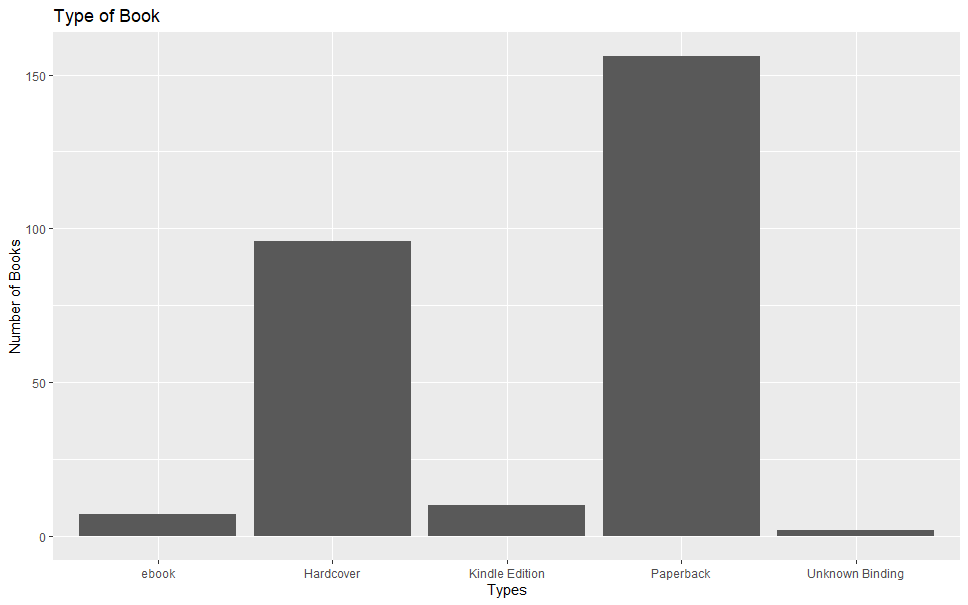 Type of Book
Number of Books
150
100
50
0
ebook Hardcover Kindle Edition Paperback Unknown Binding
Types